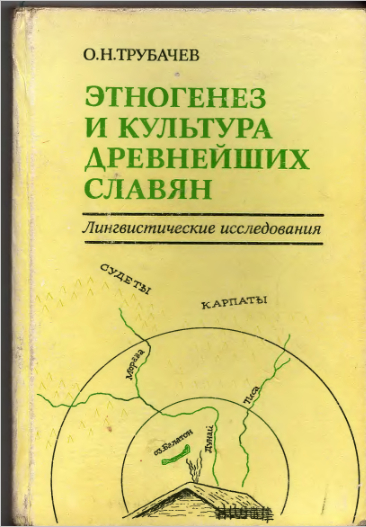 О.Н.ТРУБАЧЕВ
ЭТНОГЕНЕЗ
И КУЛЬТУРА
ДРЕВНЕЙШИХ
СЛАВЯН
Лингвистические исследования
СУДЕТЫ
КАРПАТЫ
Морава
Тиса
Дунай
оз.Балатон